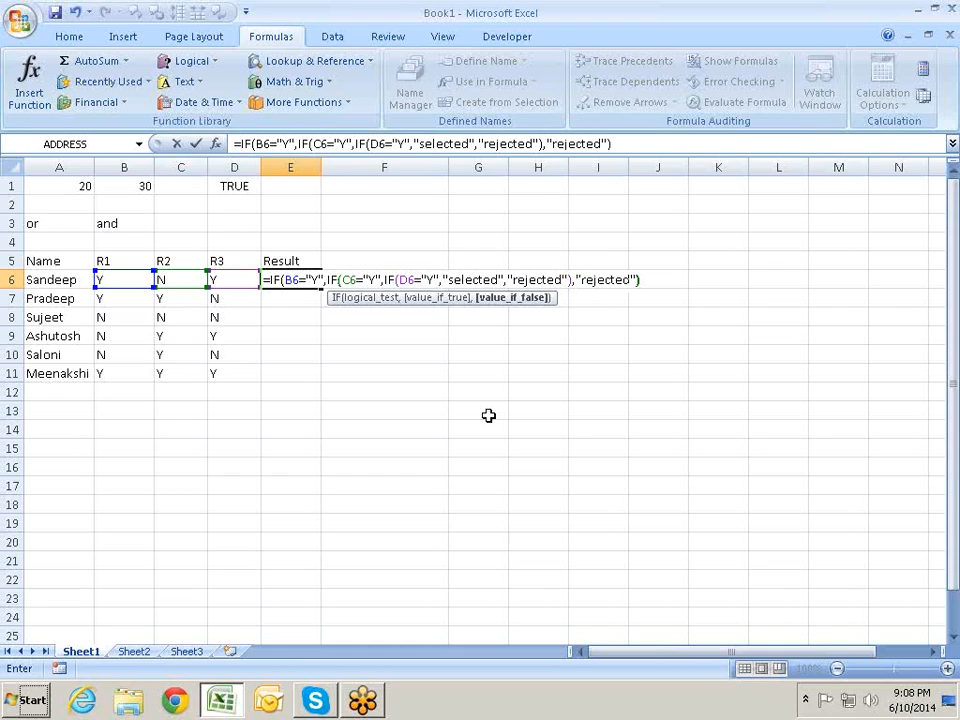 Book1 - Microsoft Excel
Home Insert Page Layout Formulas Data Review View Developer
fx Insert Function
Σ AutoSum
Recently Used
Financial
Logical
Text
Date & Time
Lookup & Reference
Math & Trig
More Functions
Function Library
Name Manager
Define Name
Use in Formula
Create from Selection
Defined Names
Trace Precedents
Trace Dependents
Remove Arrows
Show Formulas
Error Checking
Evaluate Formula
Formula Auditing
Watch Window
Calculation Options
Calculation
ADDRESS fx =IF(B6="Y",IF(C6="Y",IF(D6="Y","selected","rejected"),"rejected")
A B C D E F G H I J K L M N
1 20 30 TRUE
2
3 or and
4
5 Name R1 R2 R3 Result
6 Sandeep Y N Y =IF(B6="Y",IF(C6="Y",IF(D6="Y","selected","rejected"),"rejected")
IF(logical_test, [value_if_true], [value_if_false])
7 Pradeep Y Y N
8 Sujeet N N N
9 Ashutosh N Y Y
10 Saloni N Y N
11 Meenakshi Y Y Y
12
13
14
15
16
17
18
19
20
21
22
23
24
25
Sheet1 Sheet2 Sheet3
Enter 100%
Start 9:08 PM
6/10/2014